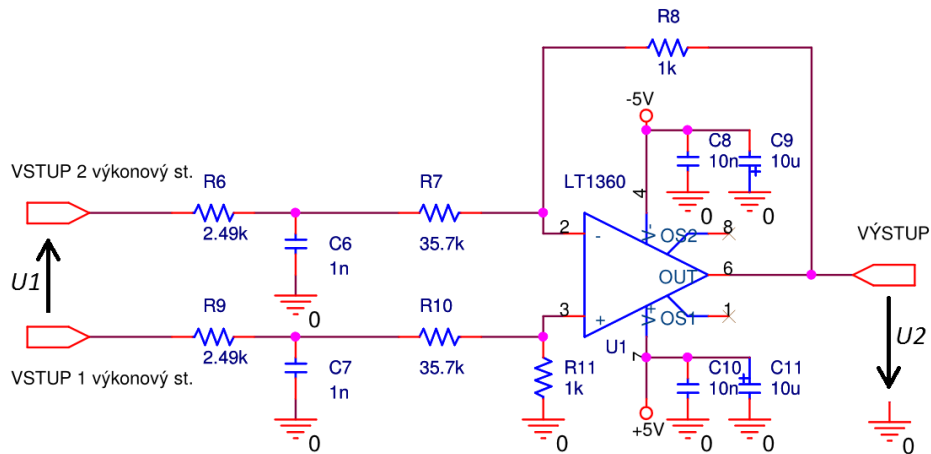 R8
1k
-5V
C8
10n
C9
10u
0
0
VSTUP 2 výkonový st.
R6
2.49k
R7
35.7k
LT1360
4
V-
2
-
OS2
8
VÝSTUP
U1
C6
1n
0
OUT
6
R9
2.49k
R10
35.7k
3
+
V+
OS1
1
U1
7
U2
VSTUP 1 výkonový st.
C7
1n
0
R11
1k
0
C10
10n
C11
10u
+5V
0
0
0